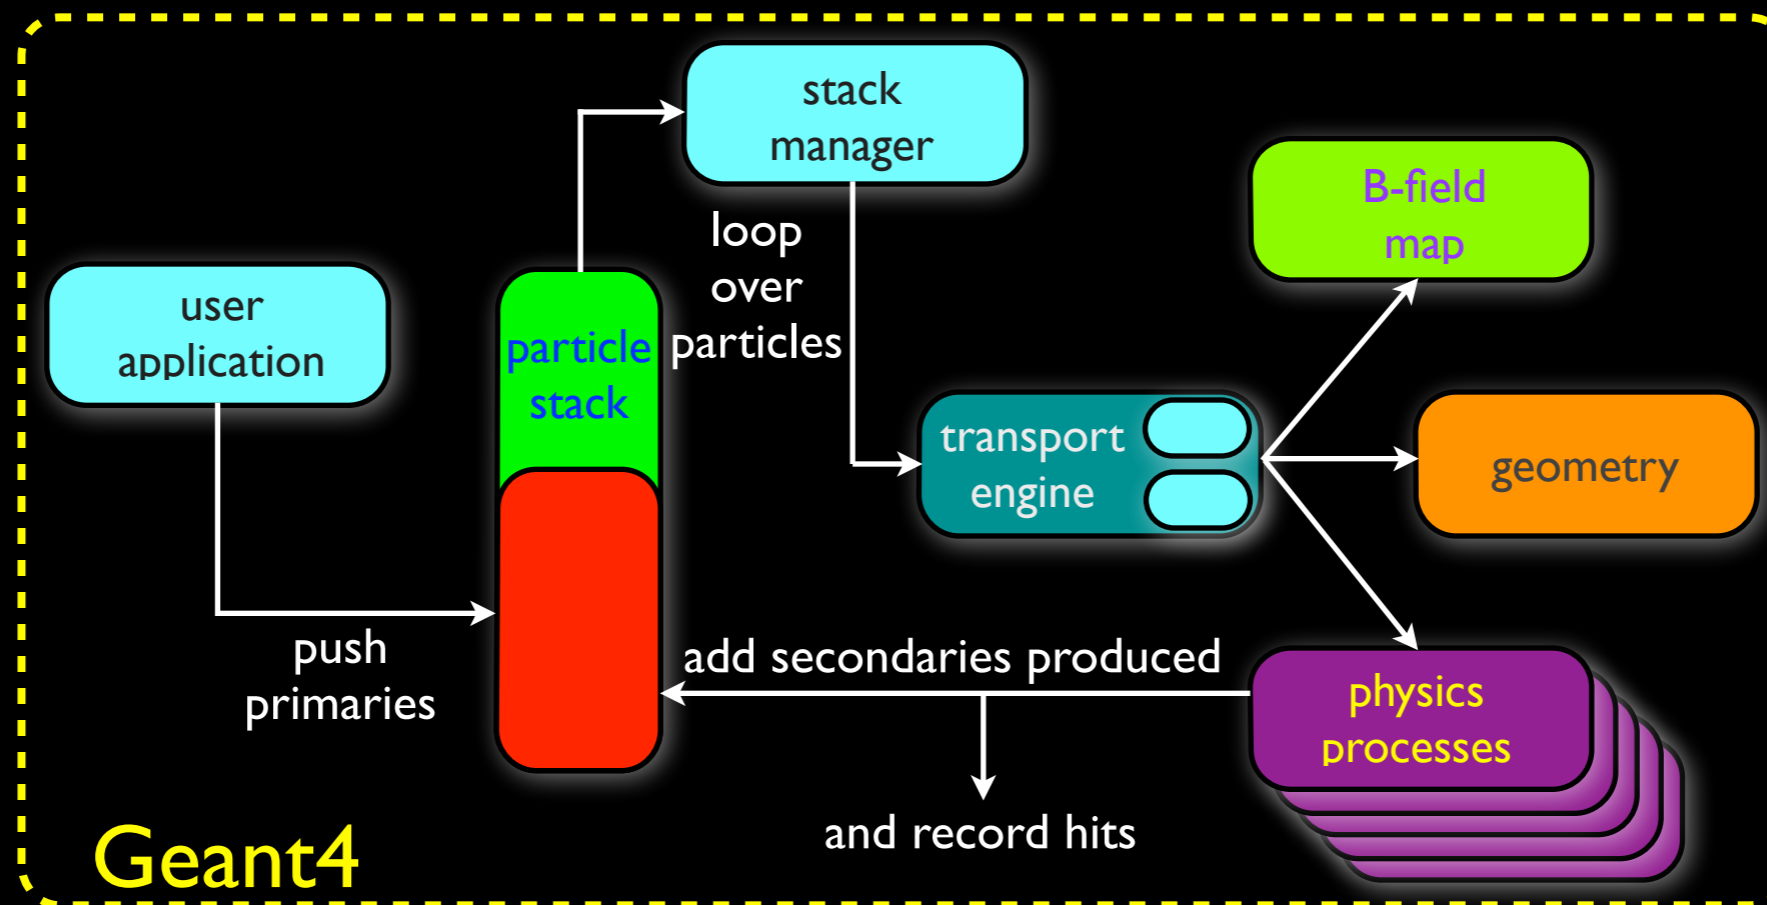 stack
manager
B-field
map
loop
over
particles
user
application
particle
stack
transport
engine
geometry
push
primaries
add secondaries produced
physics
processes
and record hits
Geant4